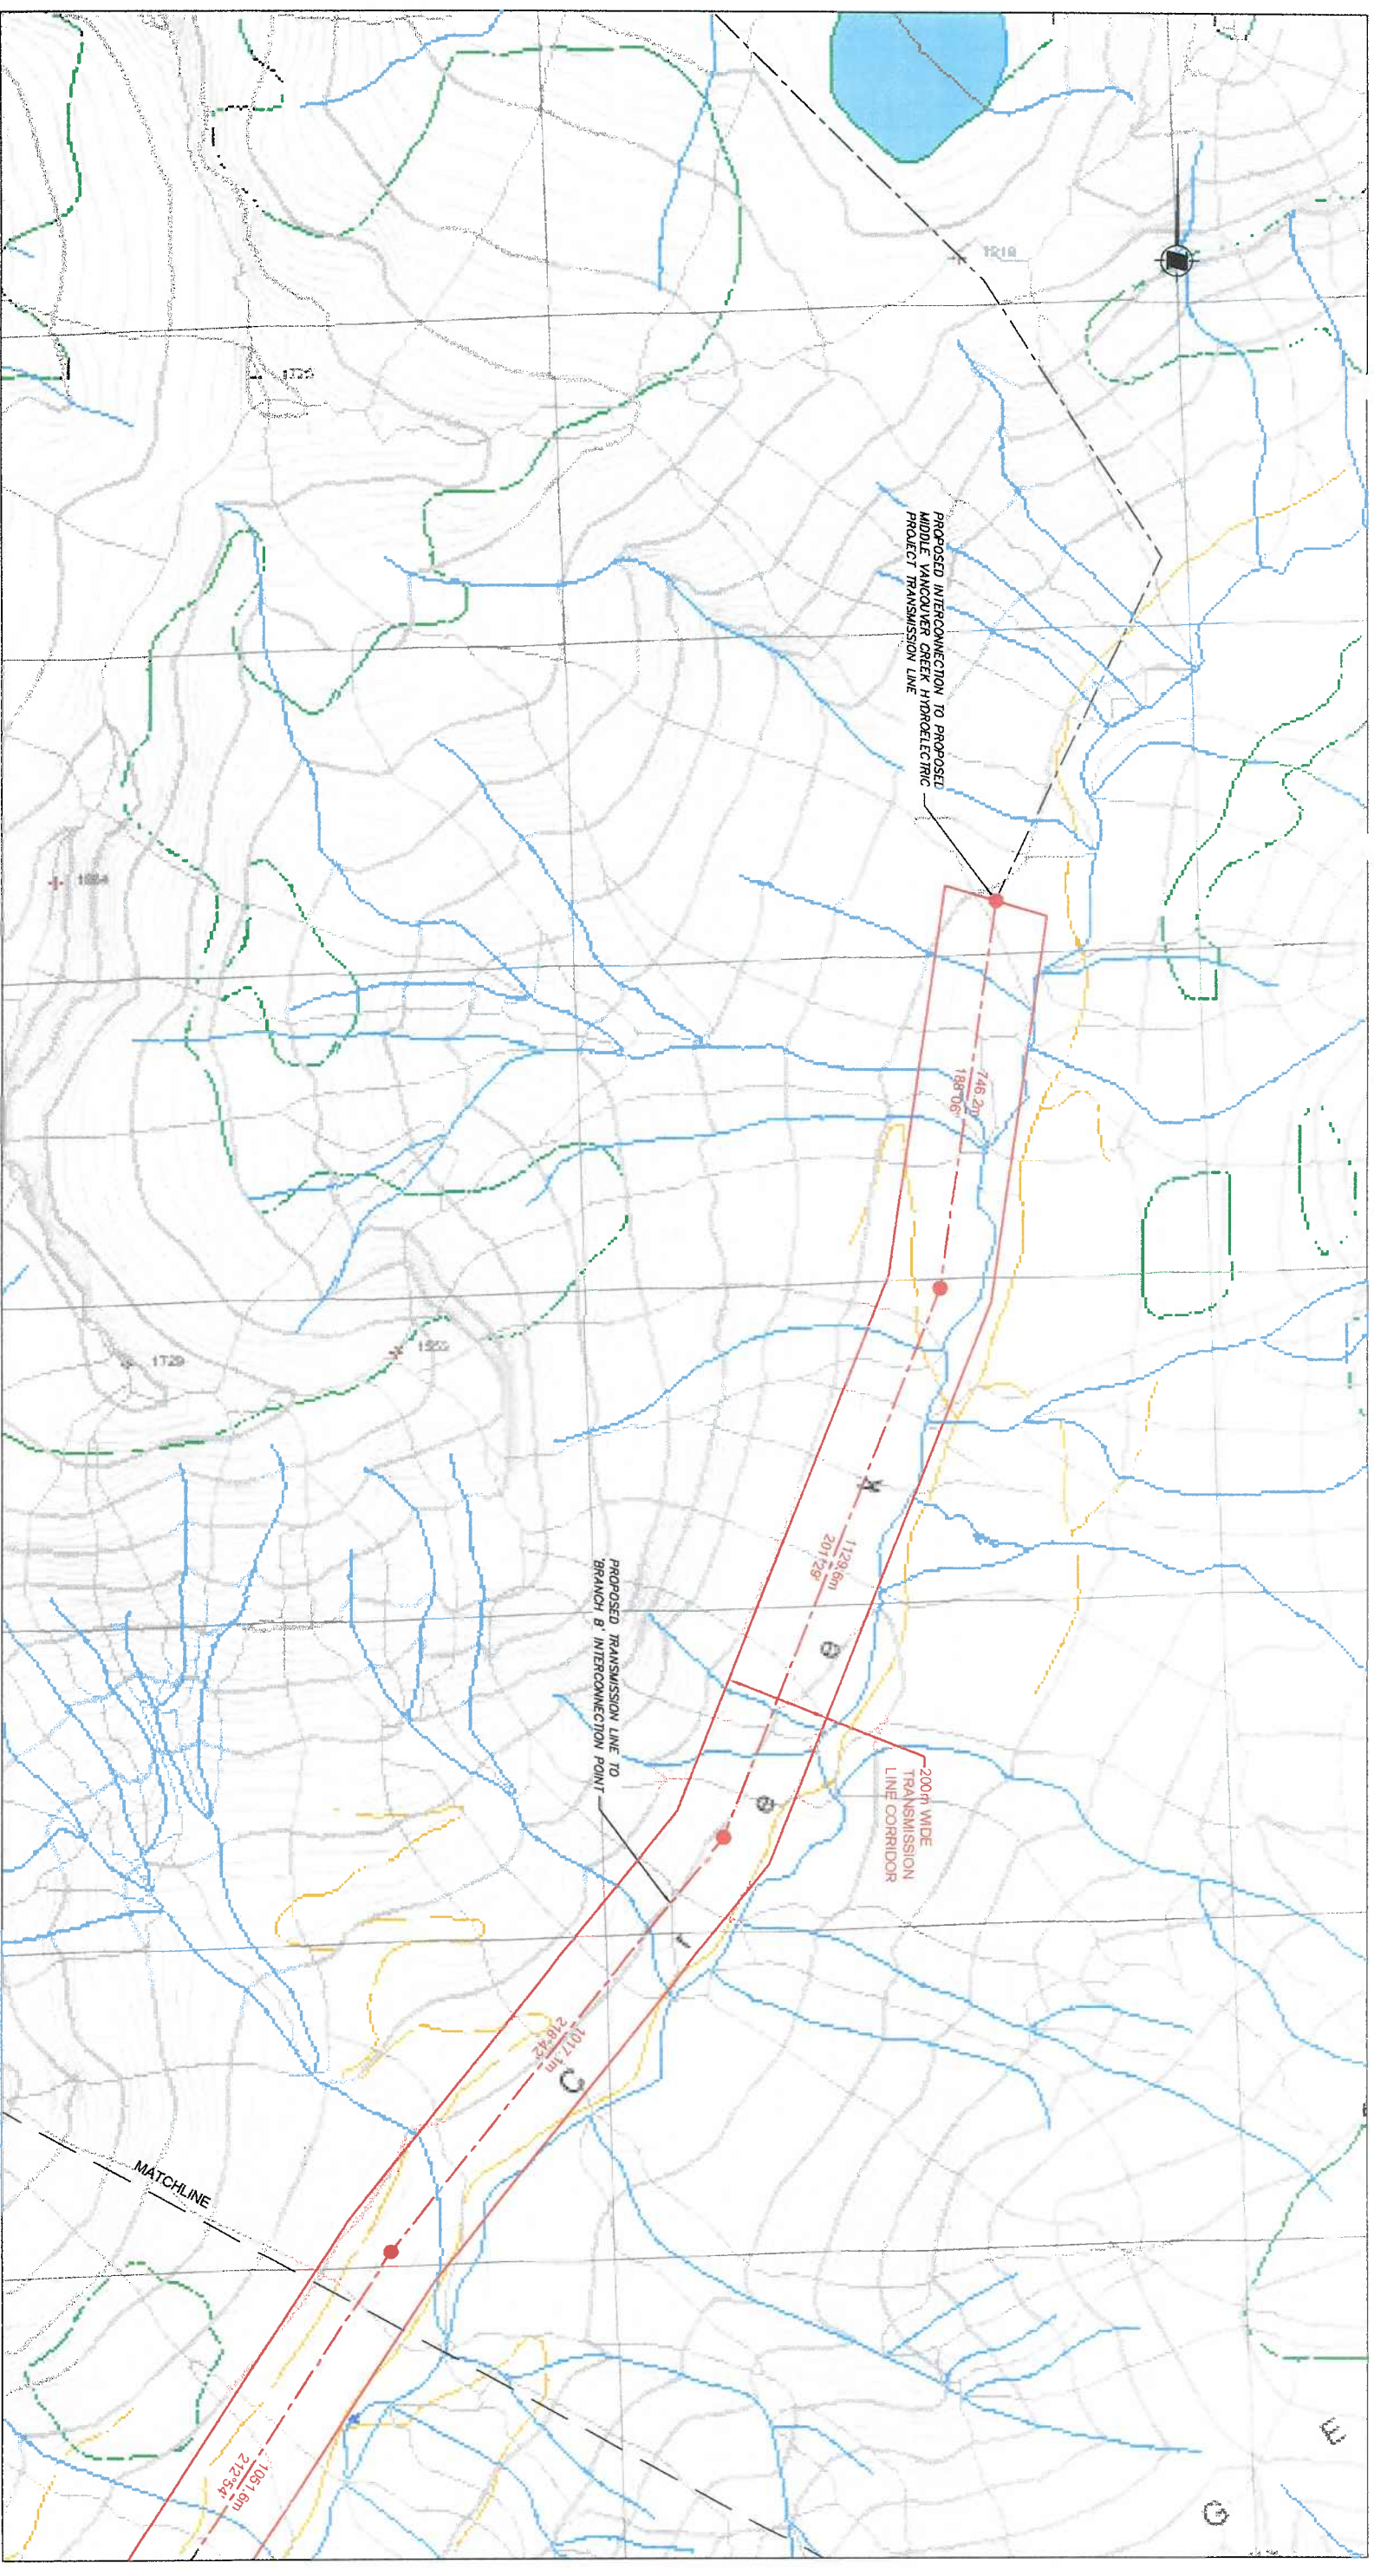 1218
1725
PROPOSED INTERCONNECTION TO PROPOSED
MIDDLE VANCOUVER CREEK HYDROELECTRIC
PROJECT TRANSMISSION LINE
746.2m
188°06'
1729
1129.6m
201°29'
PROPOSED TRANSMISSION LINE TO
'BRANCH B' INTERCONNECTION POINT
200m WIDE
TRANSMISSION
LINE CORRIDOR
1017.1m
218°42'
MATCHLINE
1051.6m
212°54'
K
C
E
G